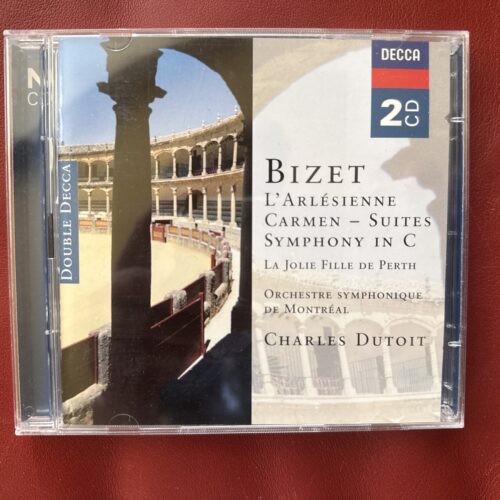 DECCA
2CD
DOUBLE DECCA
BIZET
L'ARLÉSIENNE
CARMEN – SUITES
SYMPHONY IN C
LA JOLIE FILLE DE PERTH
ORCHESTRE SYMPHONIQUE
DE MONTRÉAL
CHARLES DUTOIT